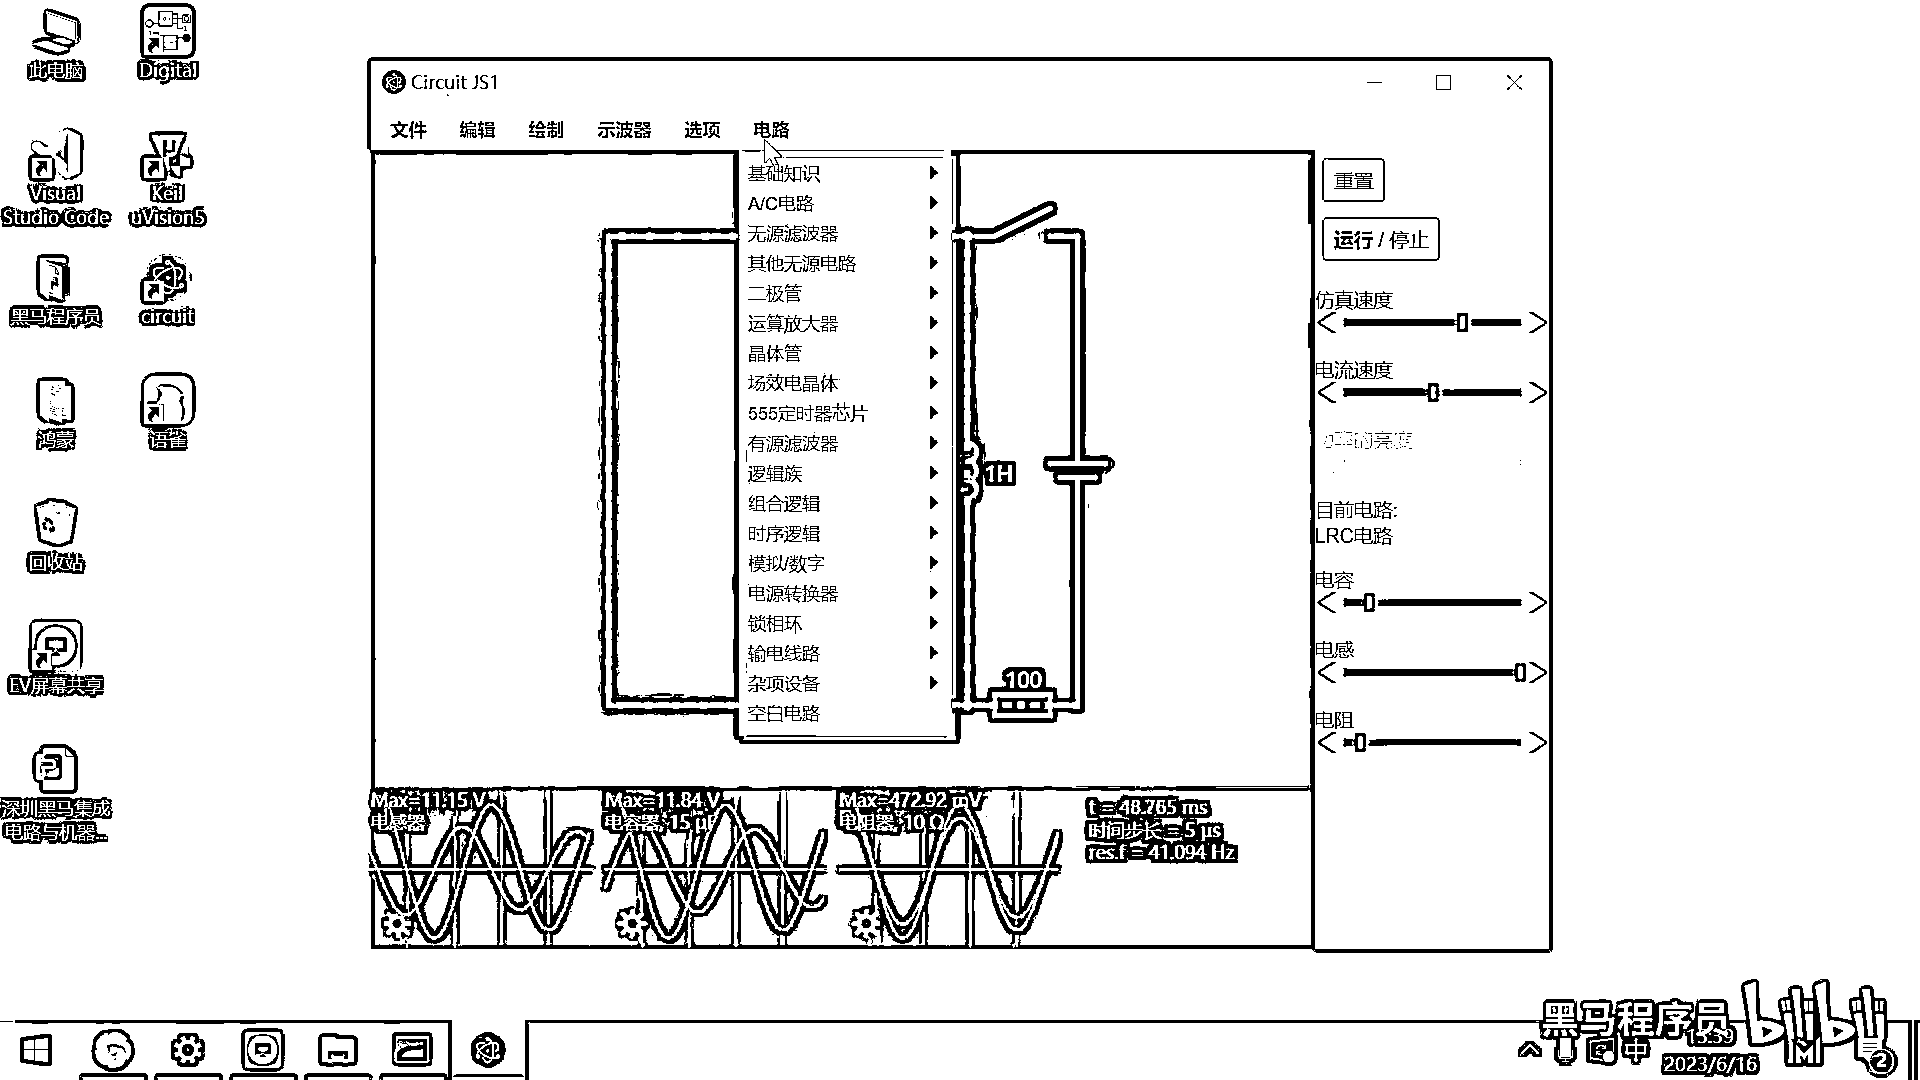 此电脑
Digital
Visual
Studio Code
Keil
uVision5
黑马程序员
circuit
鸿蒙
语雀
回收站
EV屏幕共享
深圳黑马集成
电路与机器...
Circuit JS1
文件 编辑 绘制 示波器 选项 电路
基础知识
A/C电路
无源滤波器
其他无源电路
二极管
运算放大器
晶体管
场效电晶体
555定时器芯片
有源滤波器
逻辑族
组合逻辑
时序逻辑
模拟/数字
电源转换器
锁相环
输电线路
杂项设备
空白电路
1H
100
重置
运行 / 停止
仿真速度
电流速度
功率的亮度
目前电路:
LRC电路
电容
电感
电阻
Max=11.15 V
电感器
Max=11.84 V
电容器, 15 μF
Max=472.92 mV
电阻器, 10 Ω
t = 48.765 ms
时间步长 = 5 μs
res.f = 41.094 Hz
黑马程序员
bilibili
中
15:59
2023/6/16
2